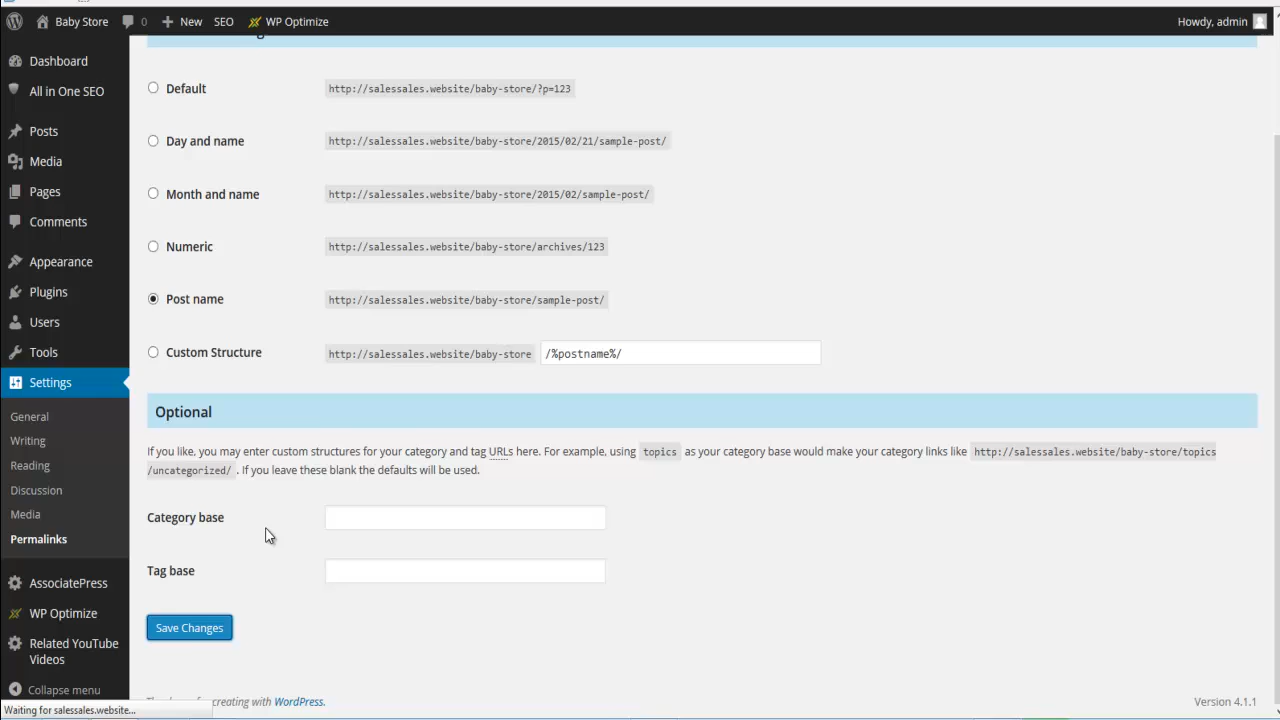 Baby Store 0 New SEO WP Optimize Howdy, admin
Dashboard
All in One SEO
Posts
Media
Pages
Comments
Appearance
Plugins
Users
Tools
Settings
General
Writing
Reading
Discussion
Media
Permalinks
AssociatePress
WP Optimize
Related YouTube
Videos
Collapse menu
Default http://salessales.website/baby-store/?p=123
Day and name http://salessales.website/baby-store/2015/02/21/sample-post/
Month and name http://salessales.website/baby-store/2015/02/sample-post/
Numeric http://salessales.website/baby-store/archives/123
Post name http://salessales.website/baby-store/sample-post/
Custom Structure http://salessales.website/baby-store /%postname%/
Optional
If you like, you may enter custom structures for your category and tag URLs here. For example, using topics as your category base would make your category links like http://salessales.website/baby-store/topics
/uncategorized/ . If you leave these blank the defaults will be used.
Category base
Tag base
Save Changes
creating with WordPress. Version 4.1.1
Waiting for salessales.website...